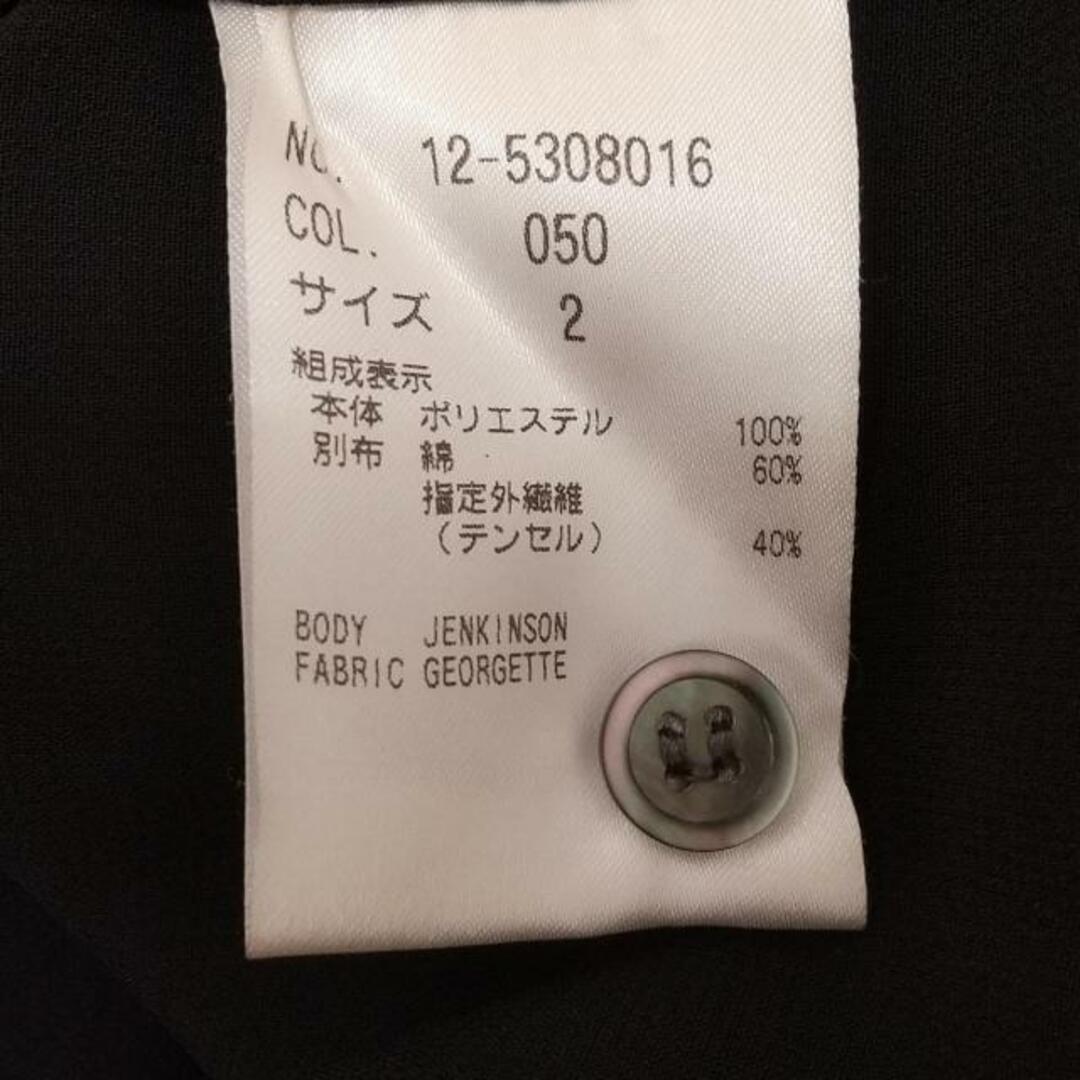 NO. 12-5308016
COL. 050
サイズ 2
組成表示
本体 ポリエステル 100%
別布 綿 60%
指定外繊維
(テンセル) 40%
BODY JENKINSON
FABRIC GEORGETTE